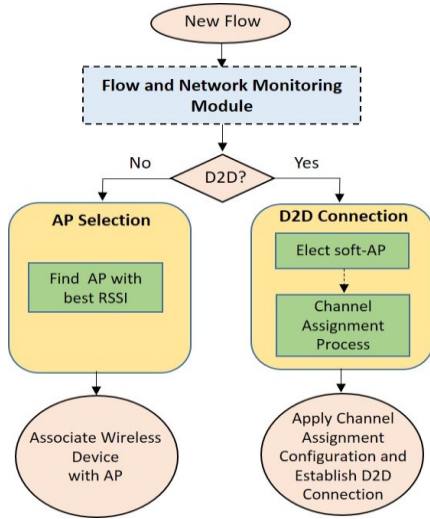 New Flow
Flow and Network Monitoring
Module
D2D?
No
Yes
AP Selection
Find AP with
best RSSI
Associate Wireless
Device
with AP
D2D Connection
Elect soft-AP
Channel
Assignment
Process
Apply Channel
Assignment
Configuration and
Establish D2D
Connection